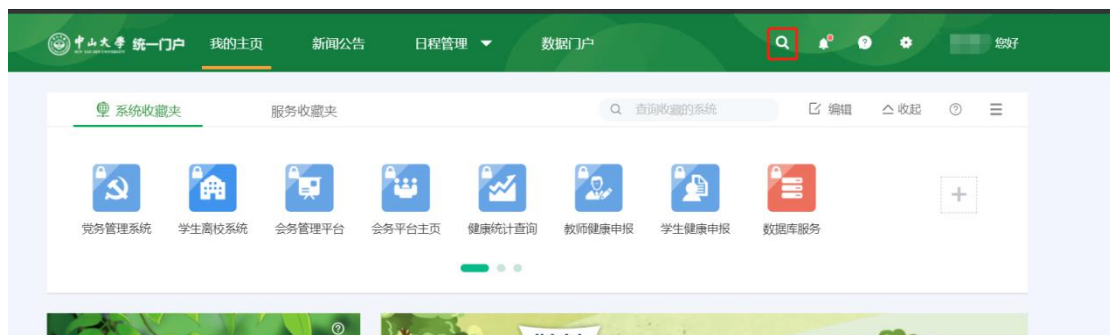 中山大学 统一门户 我的主页 新闻公告 日程管理 数据门户 您好
系统收藏夹 服务收藏夹 查询收藏的系统 编辑 收起
党务管理系统 学生离校系统 会务管理平台 会务平台主页 健康统计查询 教师健康申报 学生健康申报 数据库服务